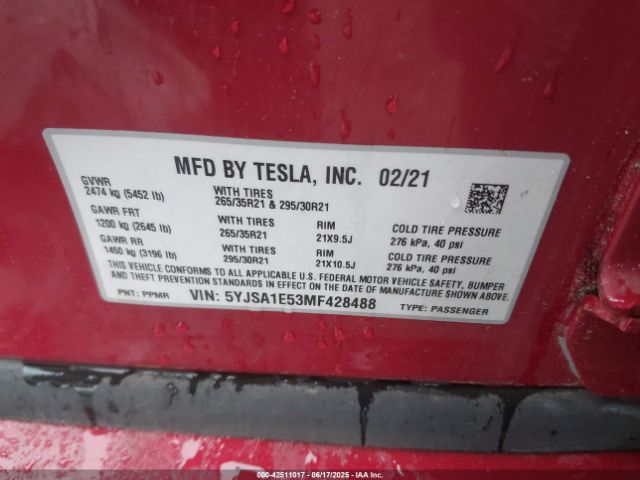 MFD BY TESLA, INC. 02/21
GVWR
2474 kg (5452 lb)
WITH TIRES
265/35R21 & 295/30R21
GAWR FRT
1200 kg (2645 lb)
WITH TIRES
265/35R21
RIM
21X9.5J
COLD TIRE PRESSURE
276 kPa, 40 psi
GAWR RR
1450 kg (3196 lb)
WITH TIRES
295/30R21
RIM
21X10.5J
COLD TIRE PRESSURE
276 kPa, 40 psi
THIS VEHICLE CONFORMS TO ALL APPLICABLE U.S. FEDERAL MOTOR VEHICLE SAFETY, BUMPER
AND THEFT PREVENTION STANDARDS IN EFFECT ON THE DATE OF MANUFACTURE SHOWN ABOVE.
PNT: PPMR VIN: 5YJSA1E53MF428488 TYPE: PASSENGER
000-42511017 - 06/17/2025 - IAA Inc.